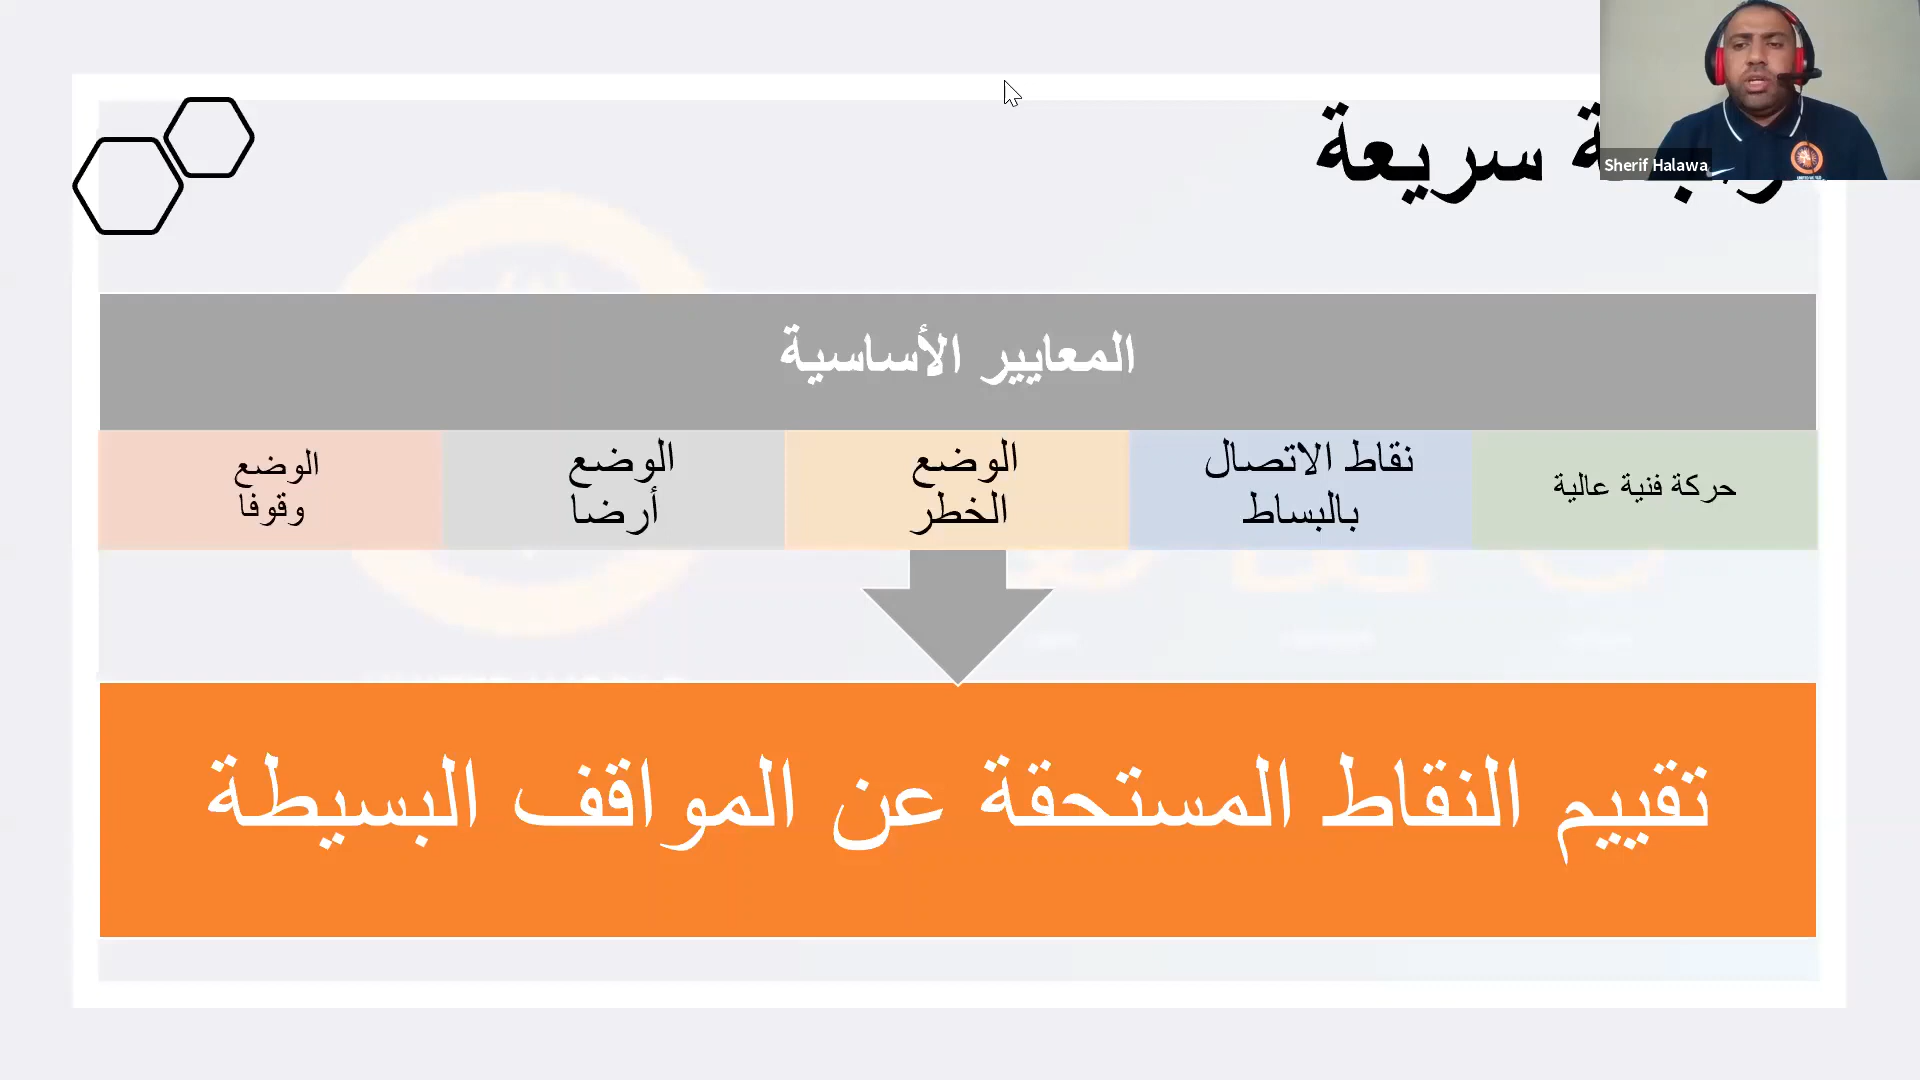 سريعة
Sherif Halawa
المعايير الأساسية
حركة فنية عالية
نقاط الاتصال
بالبساط
الوضع
الخطر
الوضع
أرضا
الوضع
وقوفا
تقييم النقاط المستحقة عن المواقف البسيطة